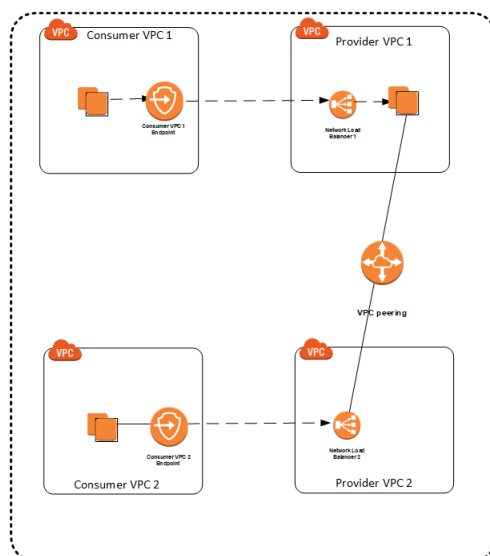 VPC
Consumer VPC 1
Consumer VPC 1
Endpoint
VPC
Provider VPC 1
Network Load
Balancer 1
VPC peering
VPC
Consumer VPC 2
Endpoint
Consumer VPC 2
VPC
Network Load
Balancer 2
Provider VPC 2